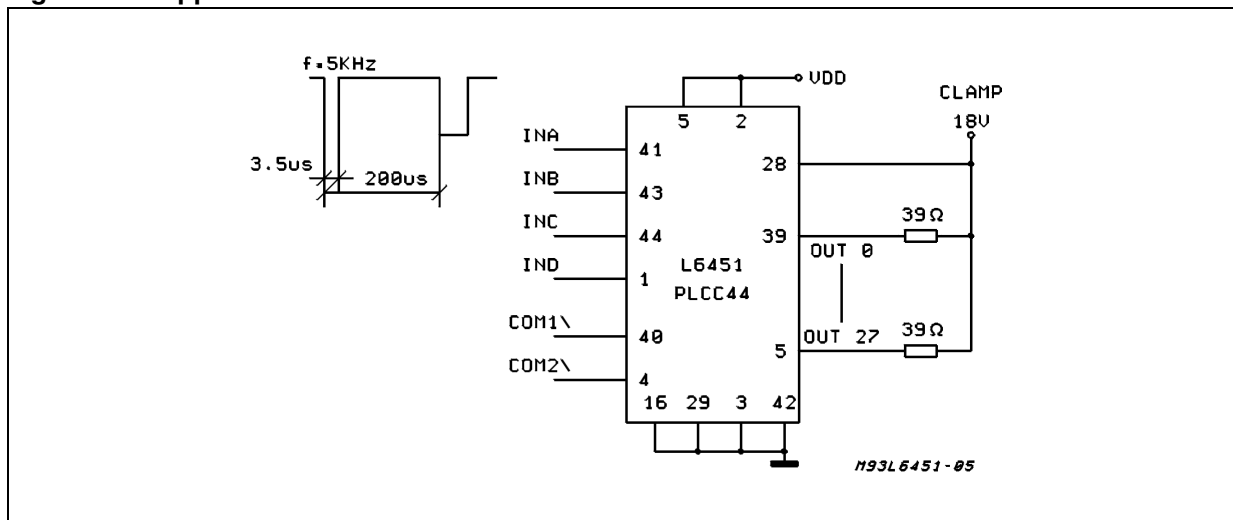 f=5KHz
3.5us
200us
VDD
5 2
CLAMP
18V
INA
41
INB
43
INC
44
IND
1
COM1\
40
COM2\
4
L6451
PLCC44
28
39
39Ω
OUT 0
OUT 27
5
39Ω
16 29 3 42
M93L6451-05